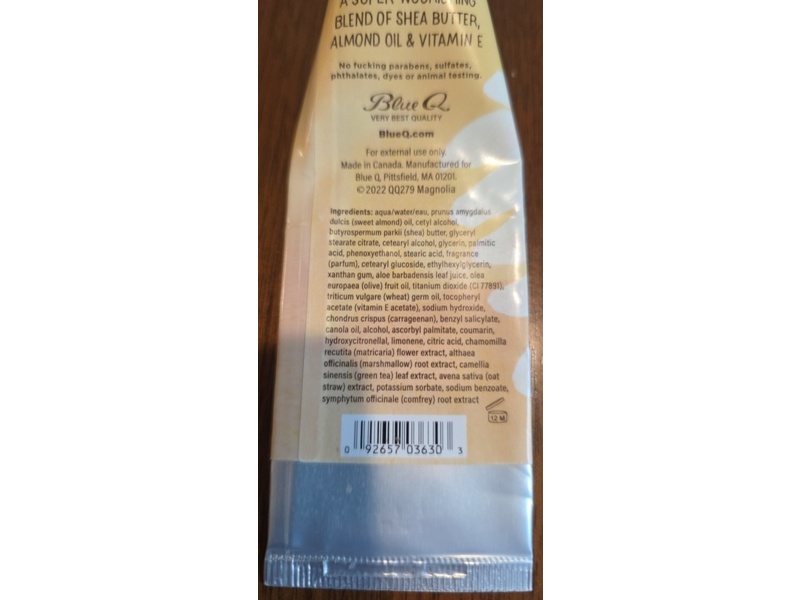 A SUPER-NOURISHING
BLEND OF SHEA BUTTER,
ALMOND OIL & VITAMIN E
No fucking parabens, sulfates,
phthalates, dyes or animal testing.
Blue Q
VERY BEST QUALITY
BlueQ.com
For external use only.
Made in Canada. Manufactured for
Blue Q, Pittsfield, MA 01201.
©2022 QQ279 Magnolia
Ingredients: aqua/water/eau, prunus amygdalus
dulcis (sweet almond) oil, cetyl alcohol,
butyrospermum parkii (shea) butter, glyceryl
stearate citrate, cetearyl alcohol, glycerin, palmitic
acid, phenoxyethanol, stearic acid, fragrance
(parfum), cetearyl glucoside, ethylhexylglycerin,
xanthan gum, aloe barbadensis leaf juice, olea
europaea (olive) fruit oil, titanium dioxide (CI 77891),
triticum vulgare (wheat) germ oil, tocopheryl
acetate (vitamin E acetate), sodium hydroxide,
chondrus crispus (carrageenan), benzyl salicylate,
canola oil, alcohol, ascorbyl palmitate, coumarin,
hydroxycitronellal, limonene, citric acid, chamomilla
recutita (matricaria) flower extract, althaea
officinalis (marshmallow) root extract, camellia
sinensis (green tea) leaf extract, avena sativa (oat
straw) extract, potassium sorbate, sodium benzoate,
symphytum officinale (comfrey) root extract
12 M
0 92657 03630 3